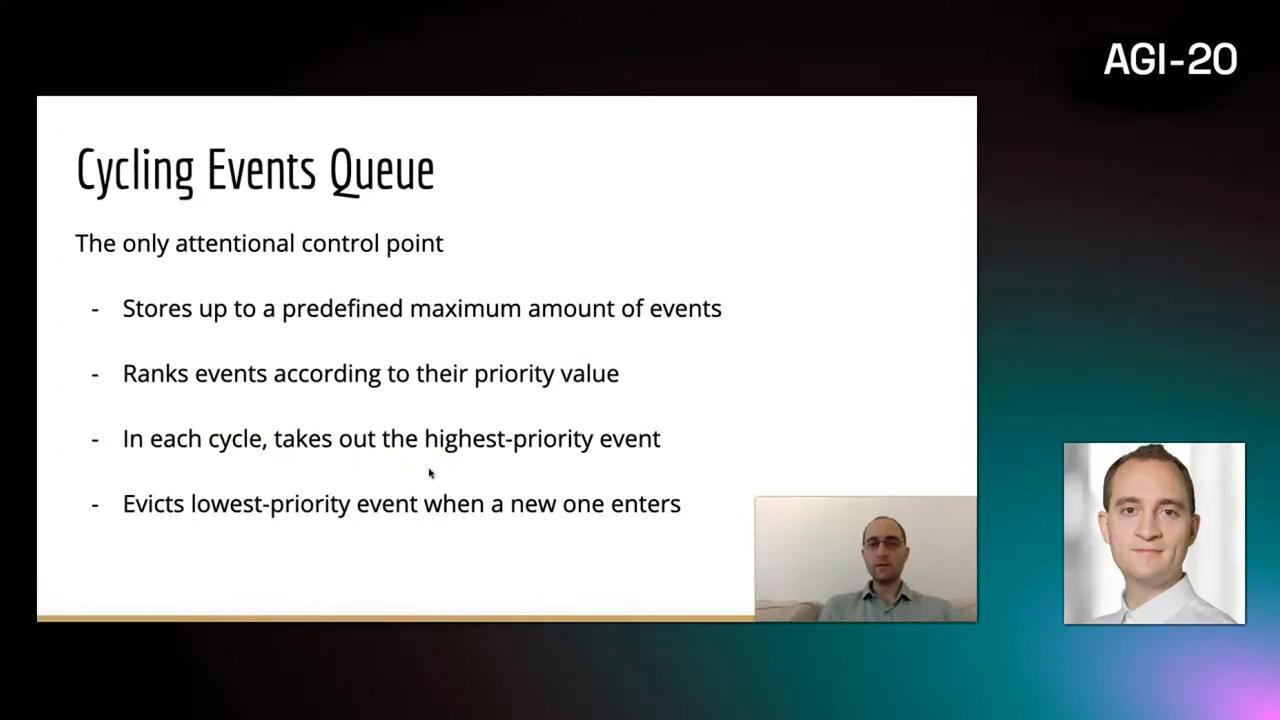 AGI-20
Cycling Events Queue
The only attentional control point
- Stores up to a predefined maximum amount of events
- Ranks events according to their priority value
- In each cycle, takes out the highest-priority event
- Evicts lowest-priority event when a new one enters